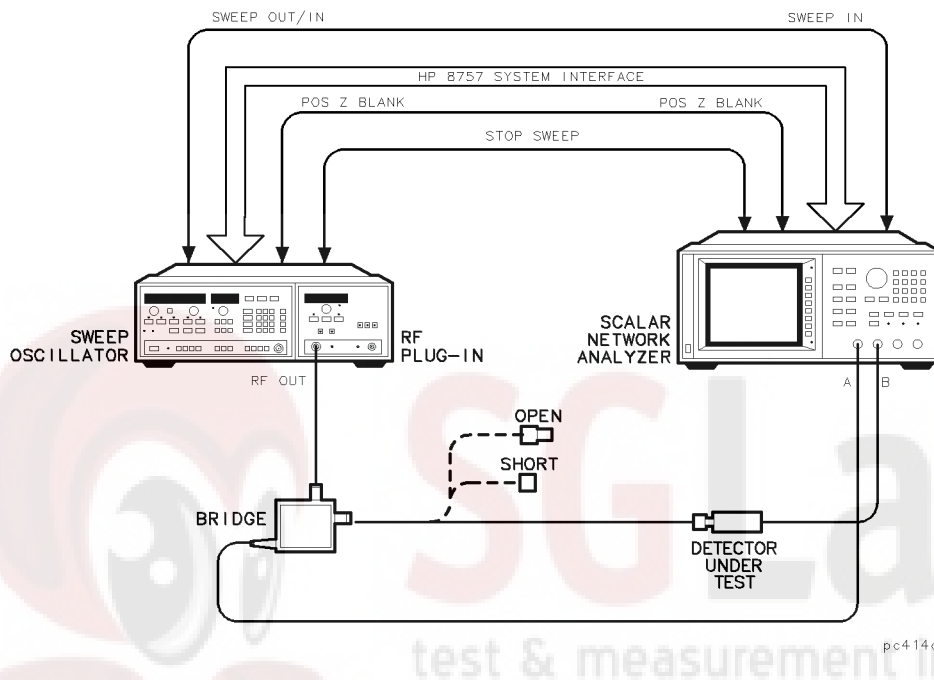 SWEEP OUT/IN
SWEEP IN
HP 8757 SYSTEM INTERFACE
POS Z BLANK
POS Z BLANK
STOP SWEEP
SWEEP
OSCILLATOR
RF
PLUG-IN
SCALAR
NETWORK
ANALYZER
RF OUT
A
B
OPEN
SHORT
BRIDGE
DETECTOR
UNDER
TEST
SGLa
test & measurement